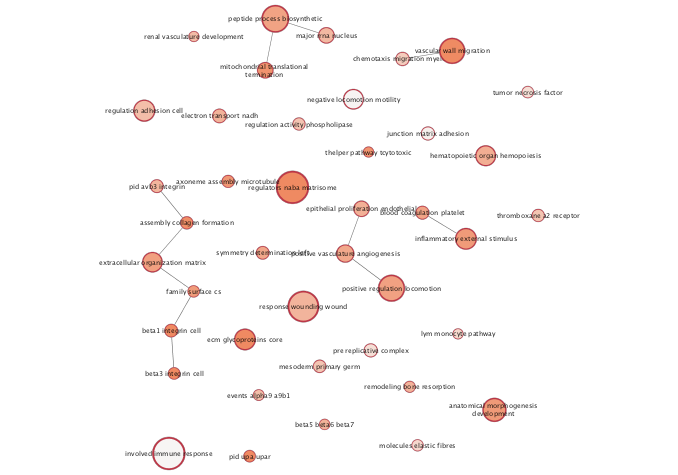 peptide process biosynthetic
renal vasculature development
major rna nucleus
vascular wall migration
chemotaxis migration
mitochondrial translational
termination
tumor necrosis factor
negative locomotion motility
regulation adhesion cell
electron transport nadh
regulation activity phospholipase
junction matrix adhesion
thelper pathway tcytotoxic
hematopoietic organ hemopoiesis
axoneme assembly microtubule
pid avb3 integrin
regulators naba matrisome
epithelial proliferation endothelial
blood coagulation platelet
thromboxane a2 receptor
assembly collagen formation
inflammatory external stimulus
symmetry determination left
positive vasculature angiogenesis
extracellular organization matrix
positive regulation locomotion
family surface cs
response wounding wound
beta1 integrin cell
lym monocyte pathway
ecm glycoproteins core
pre replicative complex
mesoderm primary germ
beta3 integrin cell
remodeling bone resorption
events alpha9 a9b1
anatomical morphogenesis
development
beta5 beta6 beta7
molecules elastic fibres
involved immune response
pid upa upar